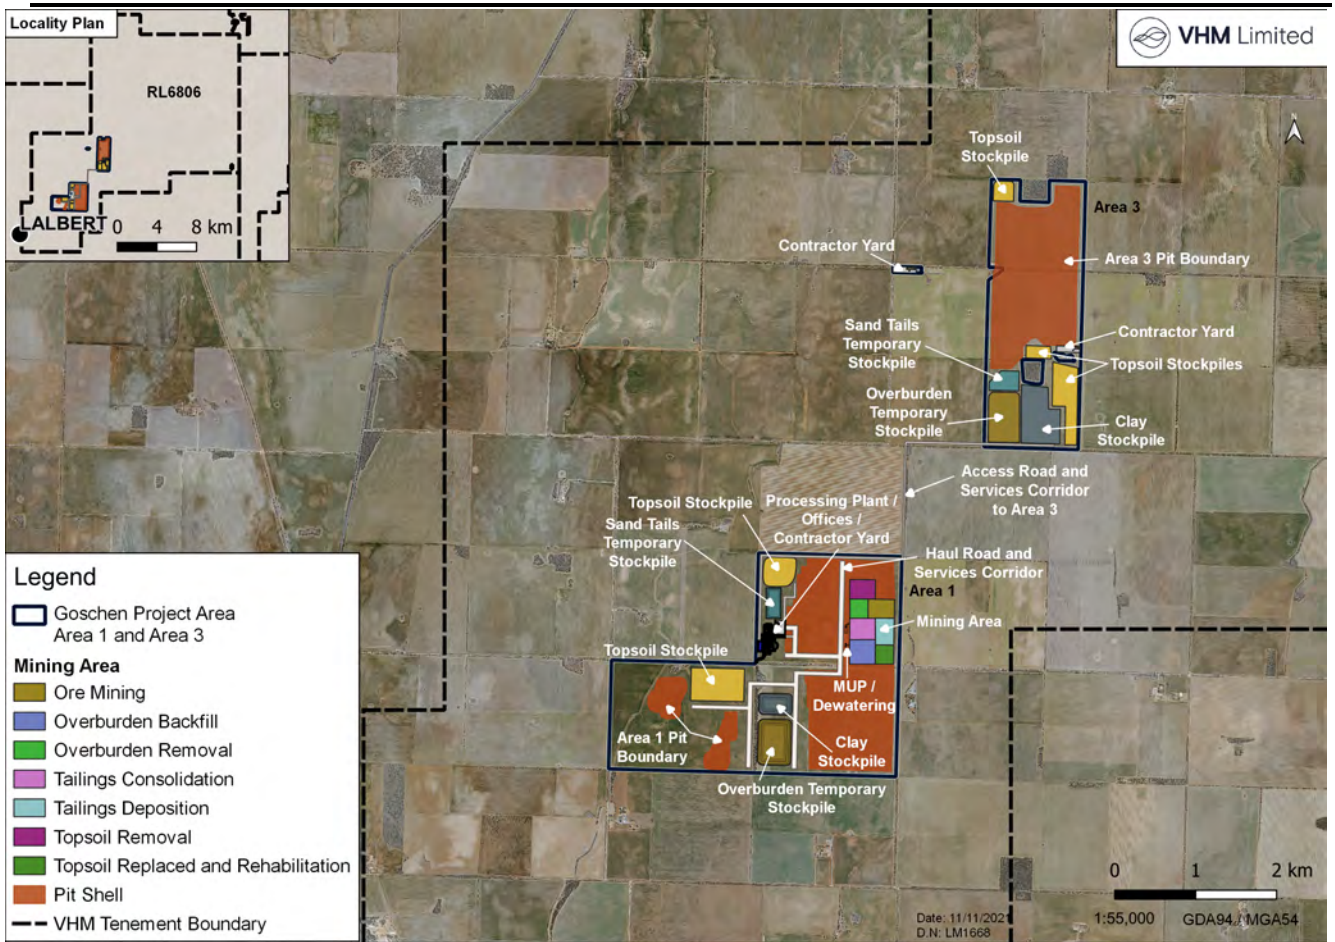 Locality Plan
RL6806
LALBERT
0 4 8 km
VHM Limited
N
Topsoil
Stockpile
Area 3
Contractor Yard
Area 3 Pit Boundary
Sand Tails
Temporary
Stockpile
Contractor Yard
Topsoil Stockpiles
Overburden
Temporary
Stockpile
Clay
Stockpile
Access Road and
Services Corridor
to Area 3
Topsoil Stockpile
Processing Plant /
Offices /
Contractor Yard
Sand Tails
Temporary
Stockpile
Haul Road and
Services Corridor
Area 1
Mining Area
Topsoil Stockpile
MUP /
Dewatering
Area 1 Pit
Boundary
Clay
Stockpile
Overburden Temporary
Stockpile
Legend
Goschen Project Area
Area 1 and Area 3
Mining Area
Ore Mining
Overburden Backfill
Overburden Removal
Tailings Consolidation
Tailings Deposition
Topsoil Removal
Topsoil Replaced and Rehabilitation
Pit Shell
VHM Tenement Boundary
0 1 2 km
Date: 11/11/2021
D.N: LM1668
1:55,000 GDA94 / MGA54